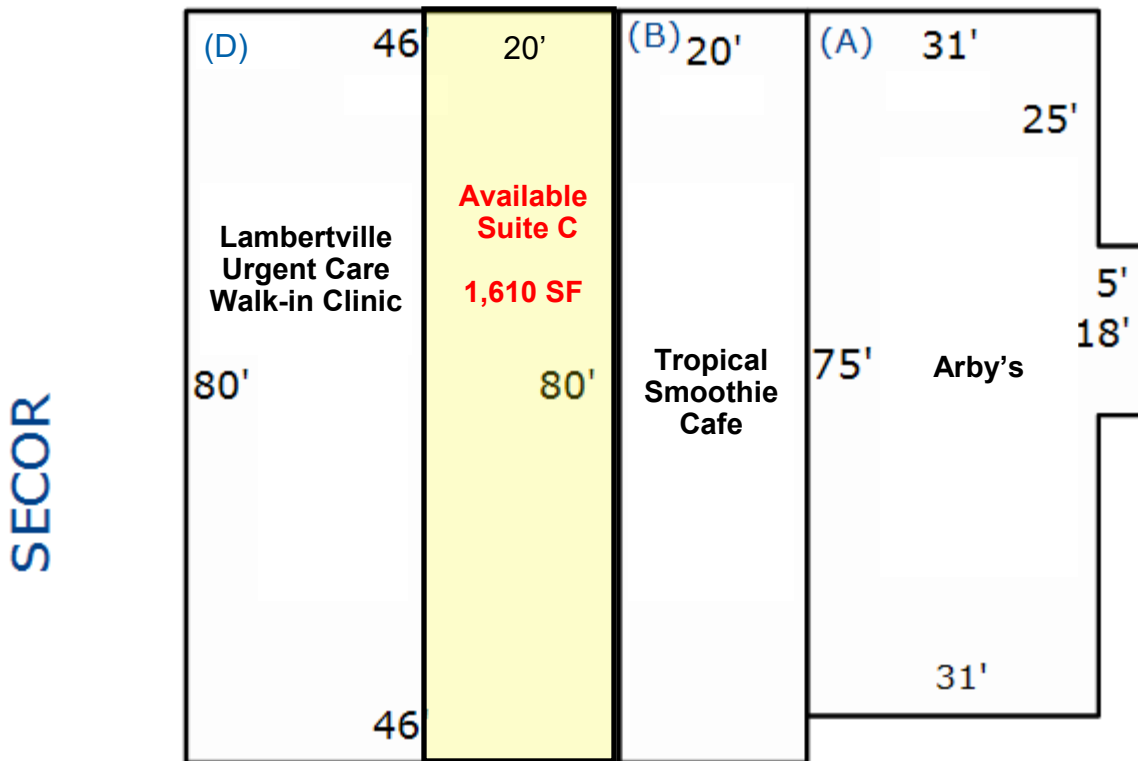 (D)
46'
20’
(B)
20'
(A)
31'
25'
Available
Suite C
1,610 SF
Lambertville
Urgent Care
Walk-in Clinic
5'
18'
Tropical
Smoothie
Cafe
75'
Arby’s
80'
80'
SECOR
31'
46'